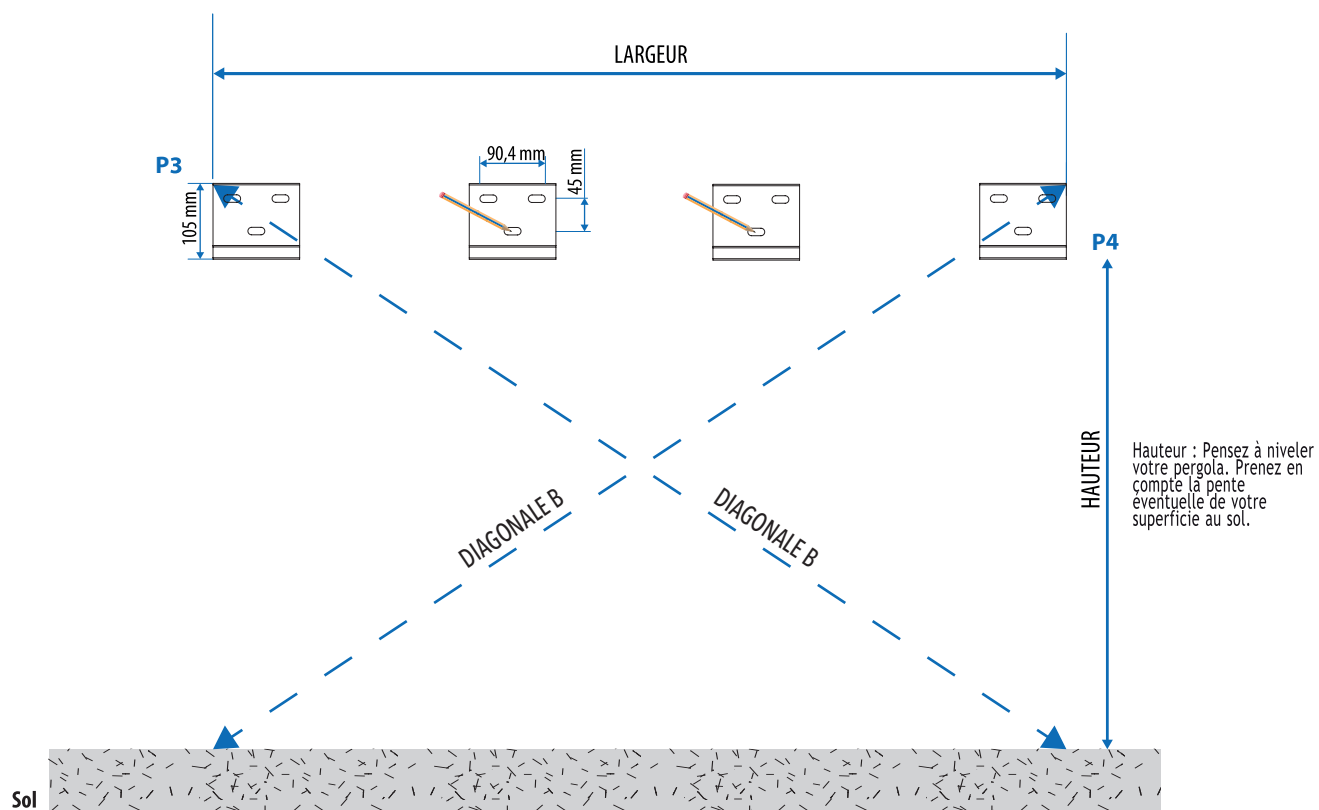 LARGEUR
P3
90,4 mm
45 mm
105 mm
P4
HAUTEUR
Hauteur : Pensez à niveler
votre pergola. Prenez en
compte la pente
éventuelle de votre
superficie au sol.
DIAGONALE B
DIAGONALE B
Sol